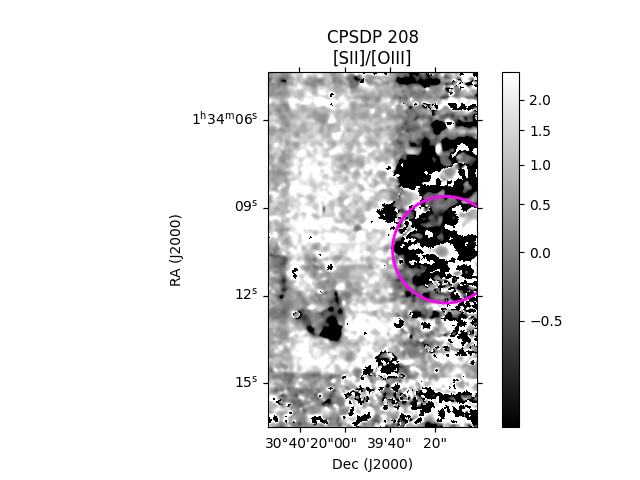 CPSDP 208
[SII]/[OIII]
1ʰ34ᵐ06ˢ
09ˢ
12ˢ
15ˢ
RA (J2000)
30°40'20"00" 39'40" 20"
Dec (J2000)
2.0
1.5
1.0
0.5
0.0
−0.5